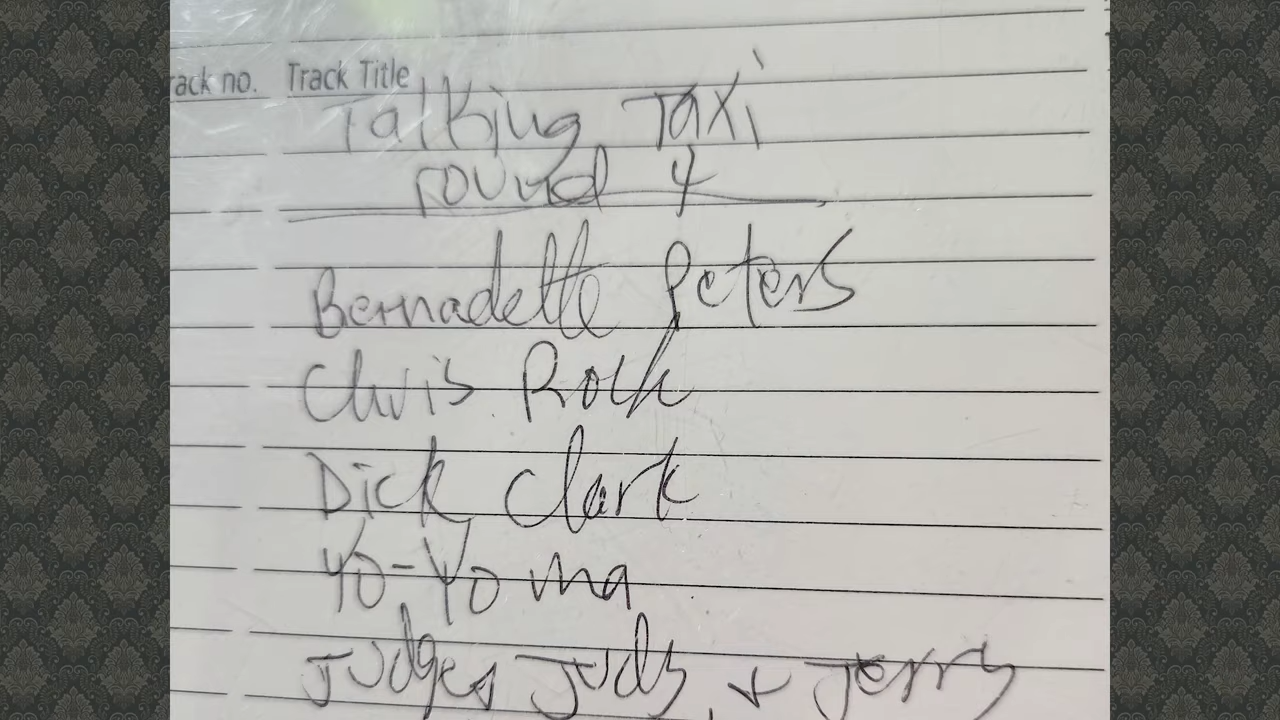 rack no. Track Title
Talking Taxi
round 4
Bernadette Peters
Chris Rock
Dick Clark
Yo-Yo ma
Judges Judy + Jerry